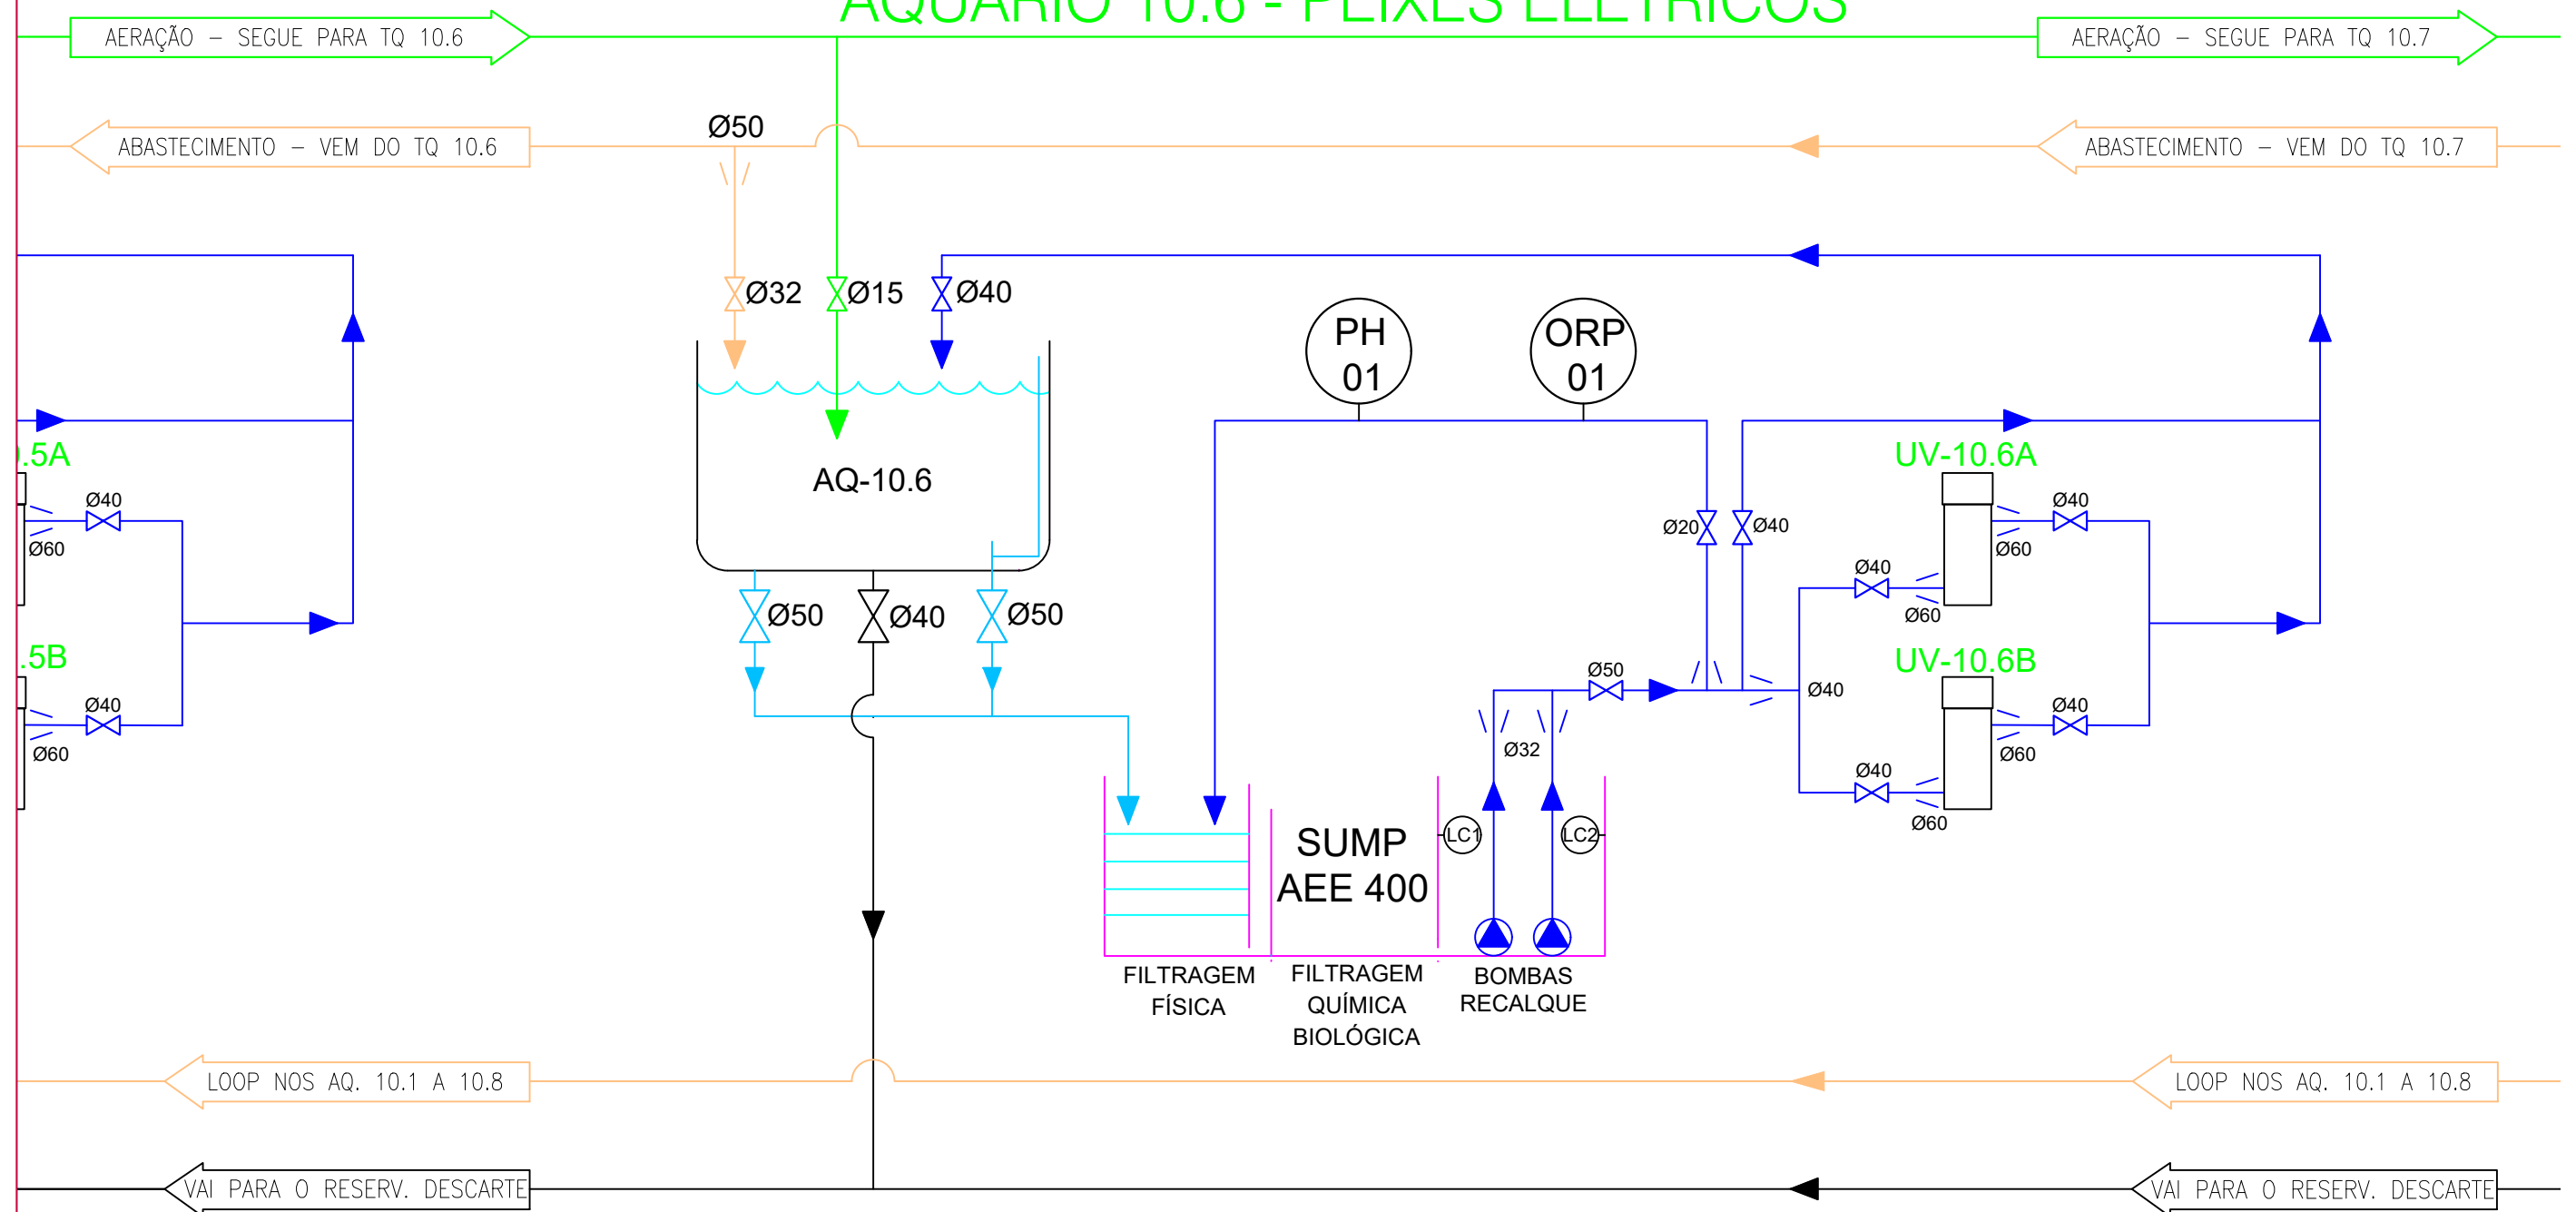 AQUÁRIO 10.6 - PEIXES ELÉTRICOS
AERAÇÃO – SEGUE PARA TQ 10.6
AERAÇÃO – SEGUE PARA TQ 10.7
Ø50
ABASTECIMENTO – VEM DO TQ 10.6
ABASTECIMENTO – VEM DO TQ 10.7
Ø32
Ø15
Ø40
PH
01
ORP
01
.5A
UV-10.6A
AQ-10.6
Ø40
Ø60
Ø20
Ø40
Ø40
Ø60
Ø40
Ø60
Ø50
Ø40
Ø50
.5B
UV-10.6B
Ø50
Ø40
Ø40
Ø60
Ø32
Ø40
Ø60
Ø40
Ø60
LC1
LC2
SUMP
AEE 400
FILTRAGEM
FÍSICA
FILTRAGEM
QUÍMICA
BIOLÓGICA
BOMBAS
RECALQUE
LOOP NOS AQ. 10.1 A 10.8
LOOP NOS AQ. 10.1 A 10.8
VAI PARA O RESERV. DESCARTE
VAI PARA O RESERV. DESCARTE